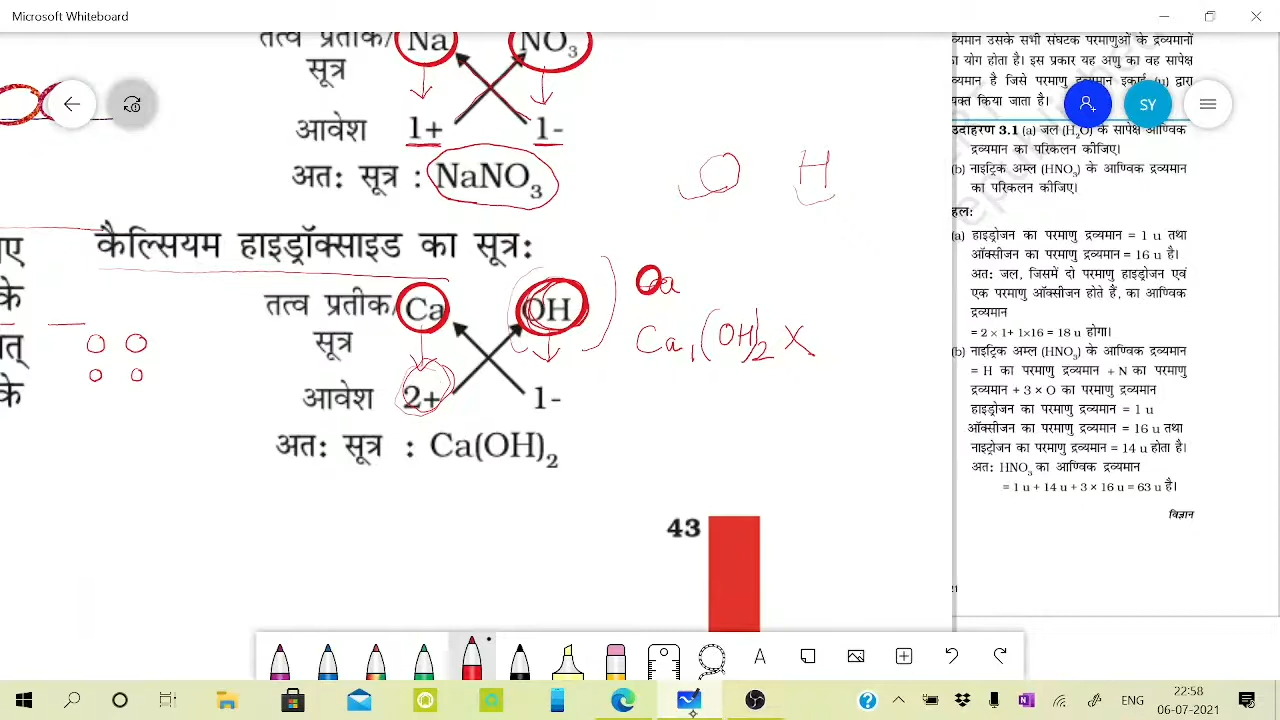 Microsoft Whiteboard
तत्व प्रतीक/ Na NO3
सूत्र
आवेश 1+ 1-
अतः सूत्र : NaNO3
O H
कैल्सियम हाइड्रॉक्साइड का सूत्र:
तत्व प्रतीक/ Ca OH
सूत्र
आवेश 2+ 1-
अतः सूत्र : Ca(OH)2
Ca
Ca1(OH)2 X
43
ए
के
त्
के
व्यमान उसके सभी संघटक परमाणुओं के द्रव्यमानों
का योग होता है। इस प्रकार यह अणु का वह सापेक्ष
व्यमान है जिसे परमाणु द्रव्यमान इकाई (u) द्वारा
यक्त किया जाता है।
SY
उदाहरण 3.1 (a) जल (H2O) के सापेक्ष आण्विक
द्रव्यमान का परिकलन कीजिए।
(b) नाइट्रिक अम्ल (HNO3) के आण्विक द्रव्यमान
का परिकलन कीजिए।
हल:
(a) हाइड्रोजन का परमाणु द्रव्यमान = 1 u तथा
ऑक्सीजन का परमाणु द्रव्यमान = 16 u है।
अतः जल, जिसमें दो परमाणु हाइड्रोजन एवं
एक परमाणु ऑक्सीजन होते हैं, का आण्विक
द्रव्यमान
= 2 × 1+ 1×16 = 18 u होगा।
(b) नाइट्रिक अम्ल (HNO3) के आण्विक द्रव्यमान
= H का परमाणु द्रव्यमान + N का परमाणु
द्रव्यमान + 3 × O का परमाणु द्रव्यमान
हाइड्रोजन का परमाणु द्रव्यमान = 1 u
ऑक्सीजन का परमाणु द्रव्यमान = 16 u तथा
नाइट्रोजन का परमाणु द्रव्यमान = 14 u होता है।
अतः HNO3 का आण्विक द्रव्यमान
= 1 u + 14 u + 3 × 16 u = 63 u है।
विज्ञान
ENG
22:50
06-07-2021